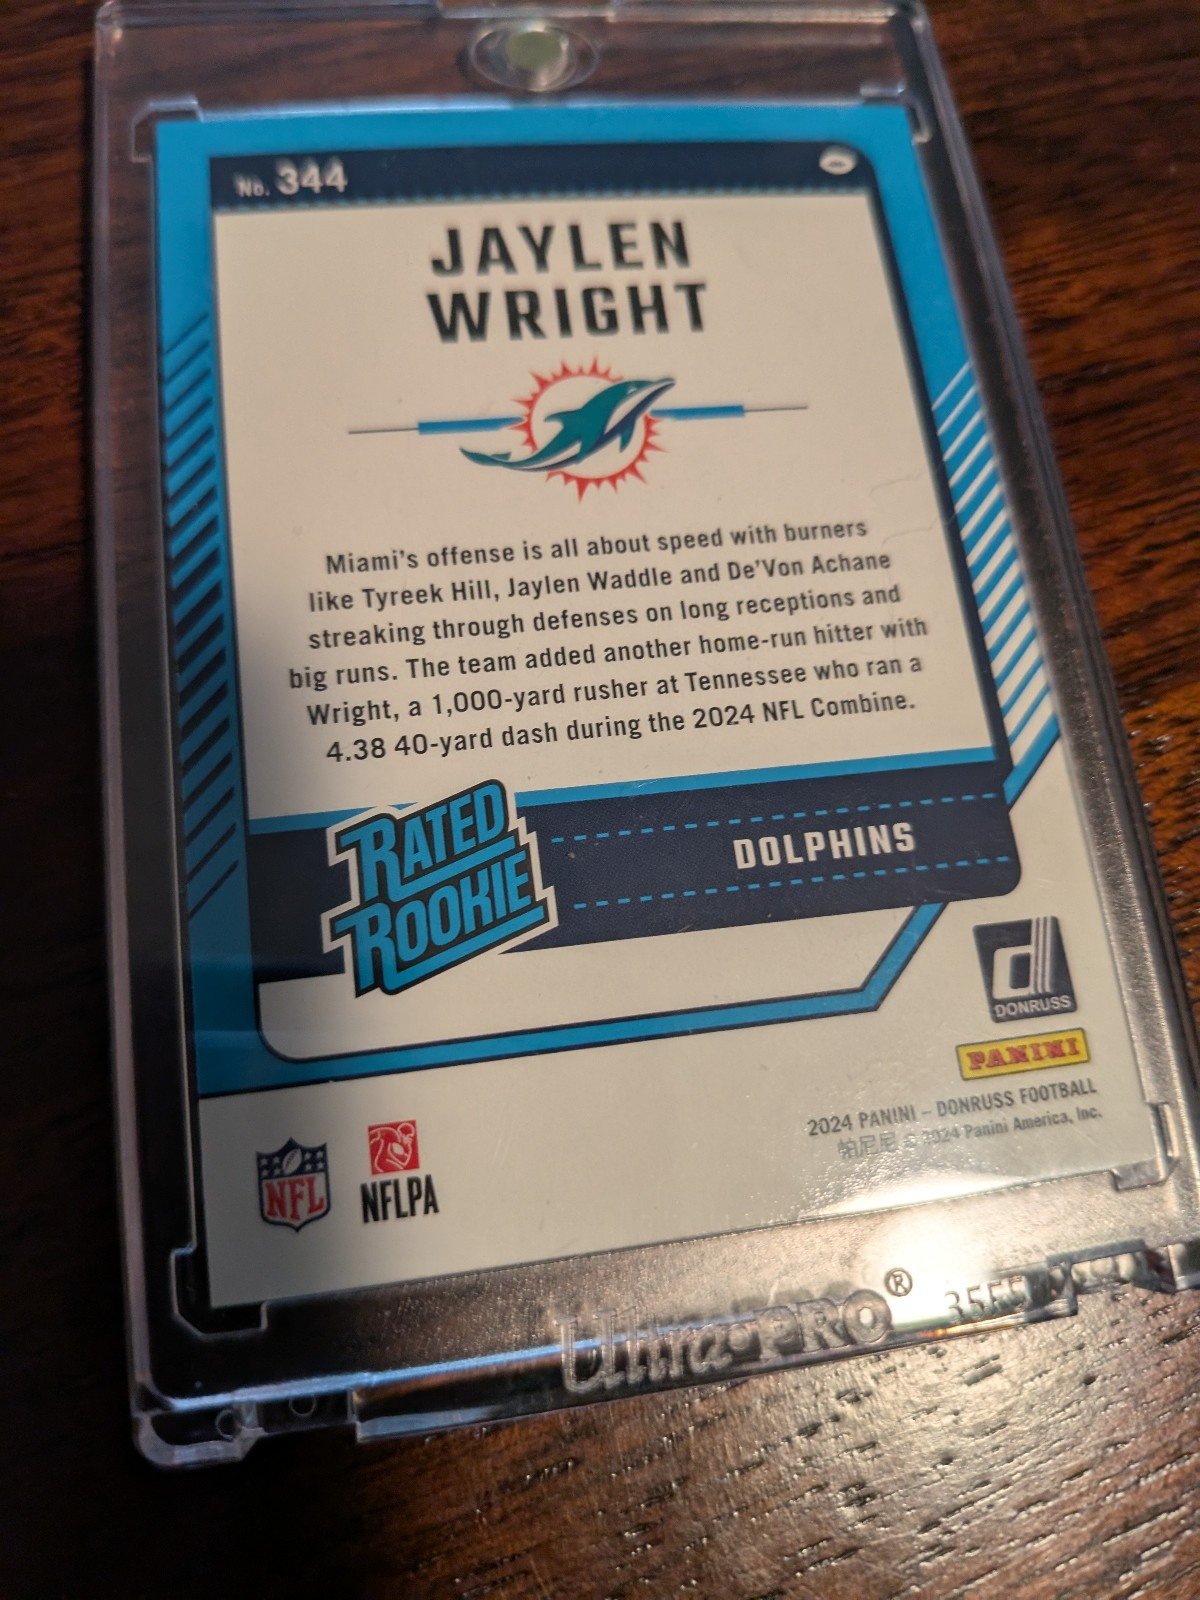 No. 344
JAYLEN
WRIGHT
Miami's offense is all about speed with burners
like Tyreek Hill, Jaylen Waddle and De'Von Achane
streaking through defenses on long receptions and
big runs. The team added another home-run hitter with
Wright, a 1,000-yard rusher at Tennessee who ran a
4.38 40-yard dash during the 2024 NFL Combine.
RATED
ROOKIE
DOLPHINS
d
DONRUSS
PANINI
2024 PANINI – DONRUSS FOOTBALL
帕尼尼 © 2024 Panini America, Inc.
NFL
NFLPA
Ultra·PRO®